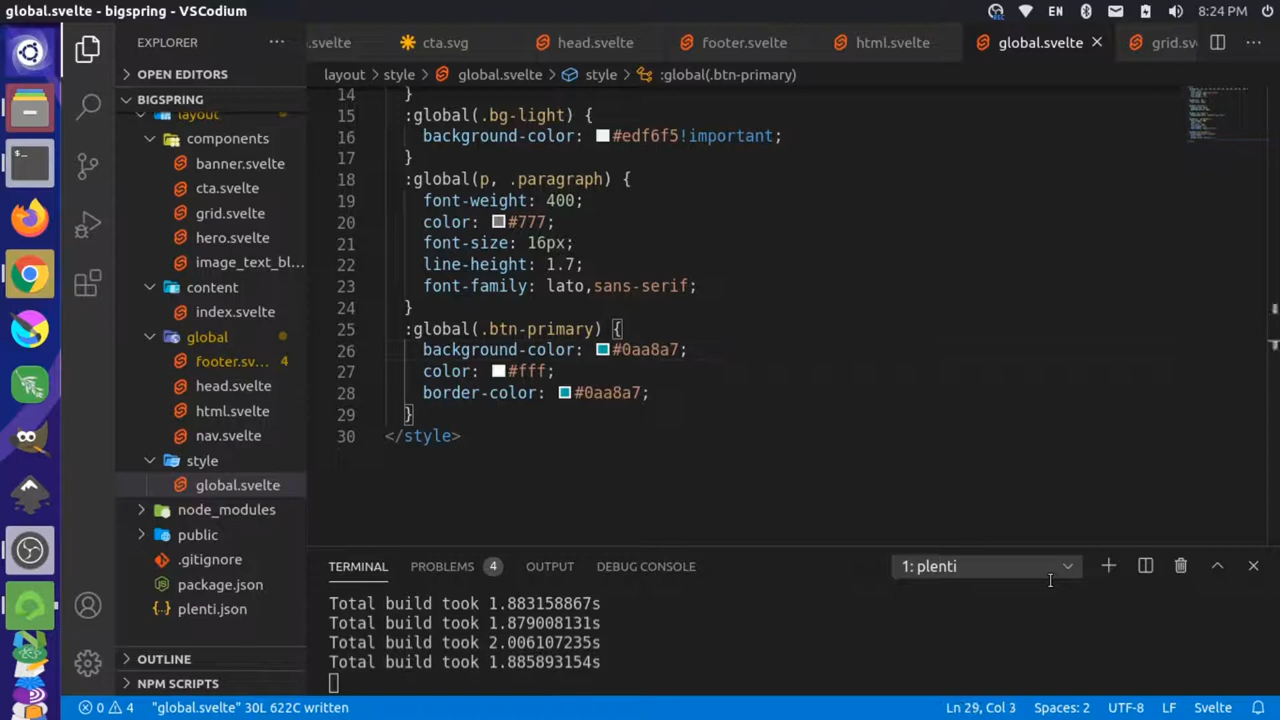 global.svelte - bigspring - VSCodium
REC
EN
8:24 PM
EXPLORER
OPEN EDITORS
BIGSPRING
layout
components
banner.svelte
cta.svelte
grid.svelte
hero.svelte
image_text_bl...
content
index.svelte
global
footer.sv... 4
head.svelte
html.svelte
nav.svelte
style
global.svelte
node_modules
public
.gitignore
package.json
plenti.json
OUTLINE
NPM SCRIPTS
.svelte
cta.svg
head.svelte
footer.svelte
html.svelte
global.svelte
grid.sv
layout > style > global.svelte > style > :global(.btn-primary)
14 }
15 :global(.bg-light) {
16 background-color: #edf6f5!important;
17 }
18 :global(p, .paragraph) {
19 font-weight: 400;
20 color: #777;
21 font-size: 16px;
22 line-height: 1.7;
23 font-family: lato,sans-serif;
24 }
25 :global(.btn-primary) {
26 background-color: #0aa8a7;
27 color: #fff;
28 border-color: #0aa8a7;
29 }
30 </style>
TERMINAL PROBLEMS 4 OUTPUT DEBUG CONSOLE
1: plenti
Total build took 1.883158867s
Total build took 1.879008131s
Total build took 2.006107235s
Total build took 1.885893154s
0 4 "global.svelte" 30L 622C written
Ln 29, Col 3 Spaces: 2 UTF-8 LF Svelte